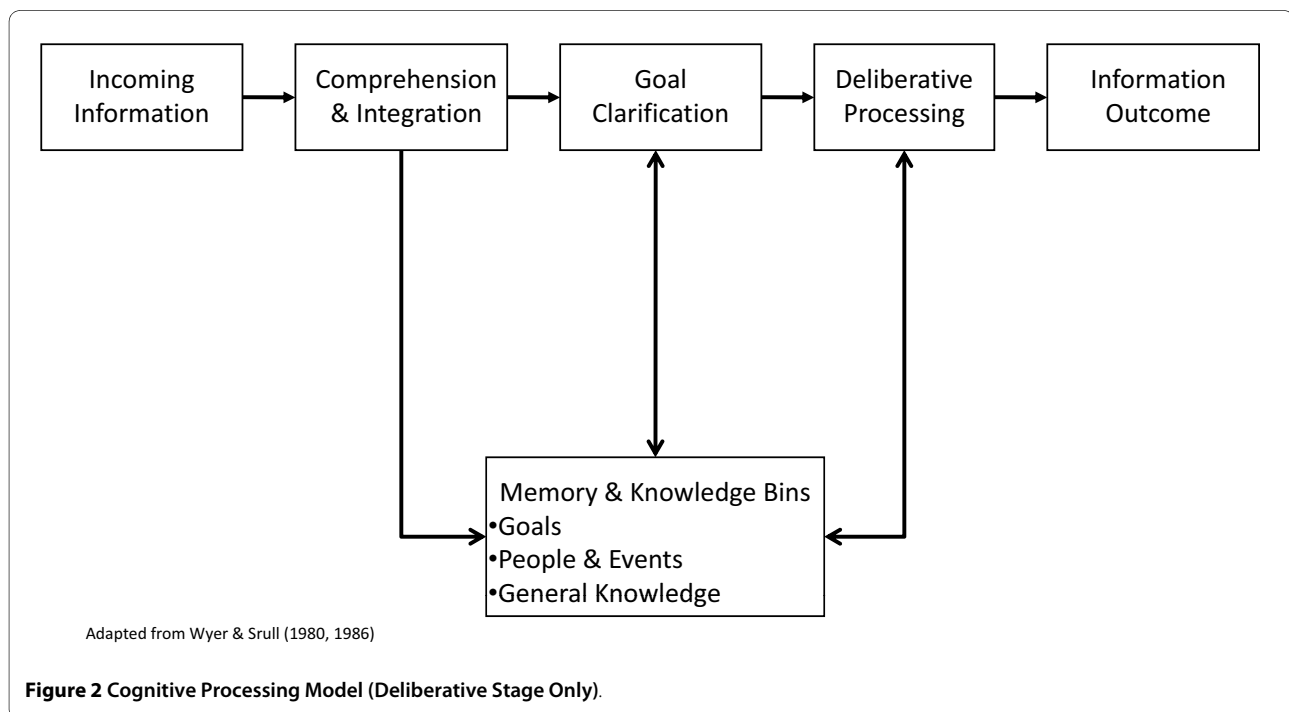 Incoming
Information
Comprehension
& Integration
Goal
Clarification
Deliberative
Processing
Information
Outcome
Memory & Knowledge Bins
•Goals
•People & Events
•General Knowledge
Adapted from Wyer & Srull (1980, 1986)
Figure 2 Cognitive Processing Model (Deliberative Stage Only).